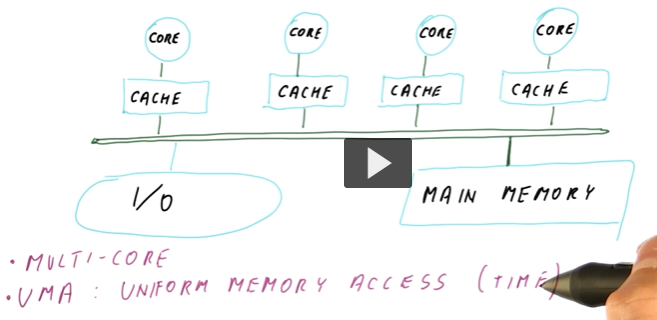 CORE CORE CORE CORE
CACHE CACHE CACHE CACHE
I/O MAIN MEMORY
• MULTI-CORE
• UMA : UNIFORM MEMORY ACCESS (TIME)